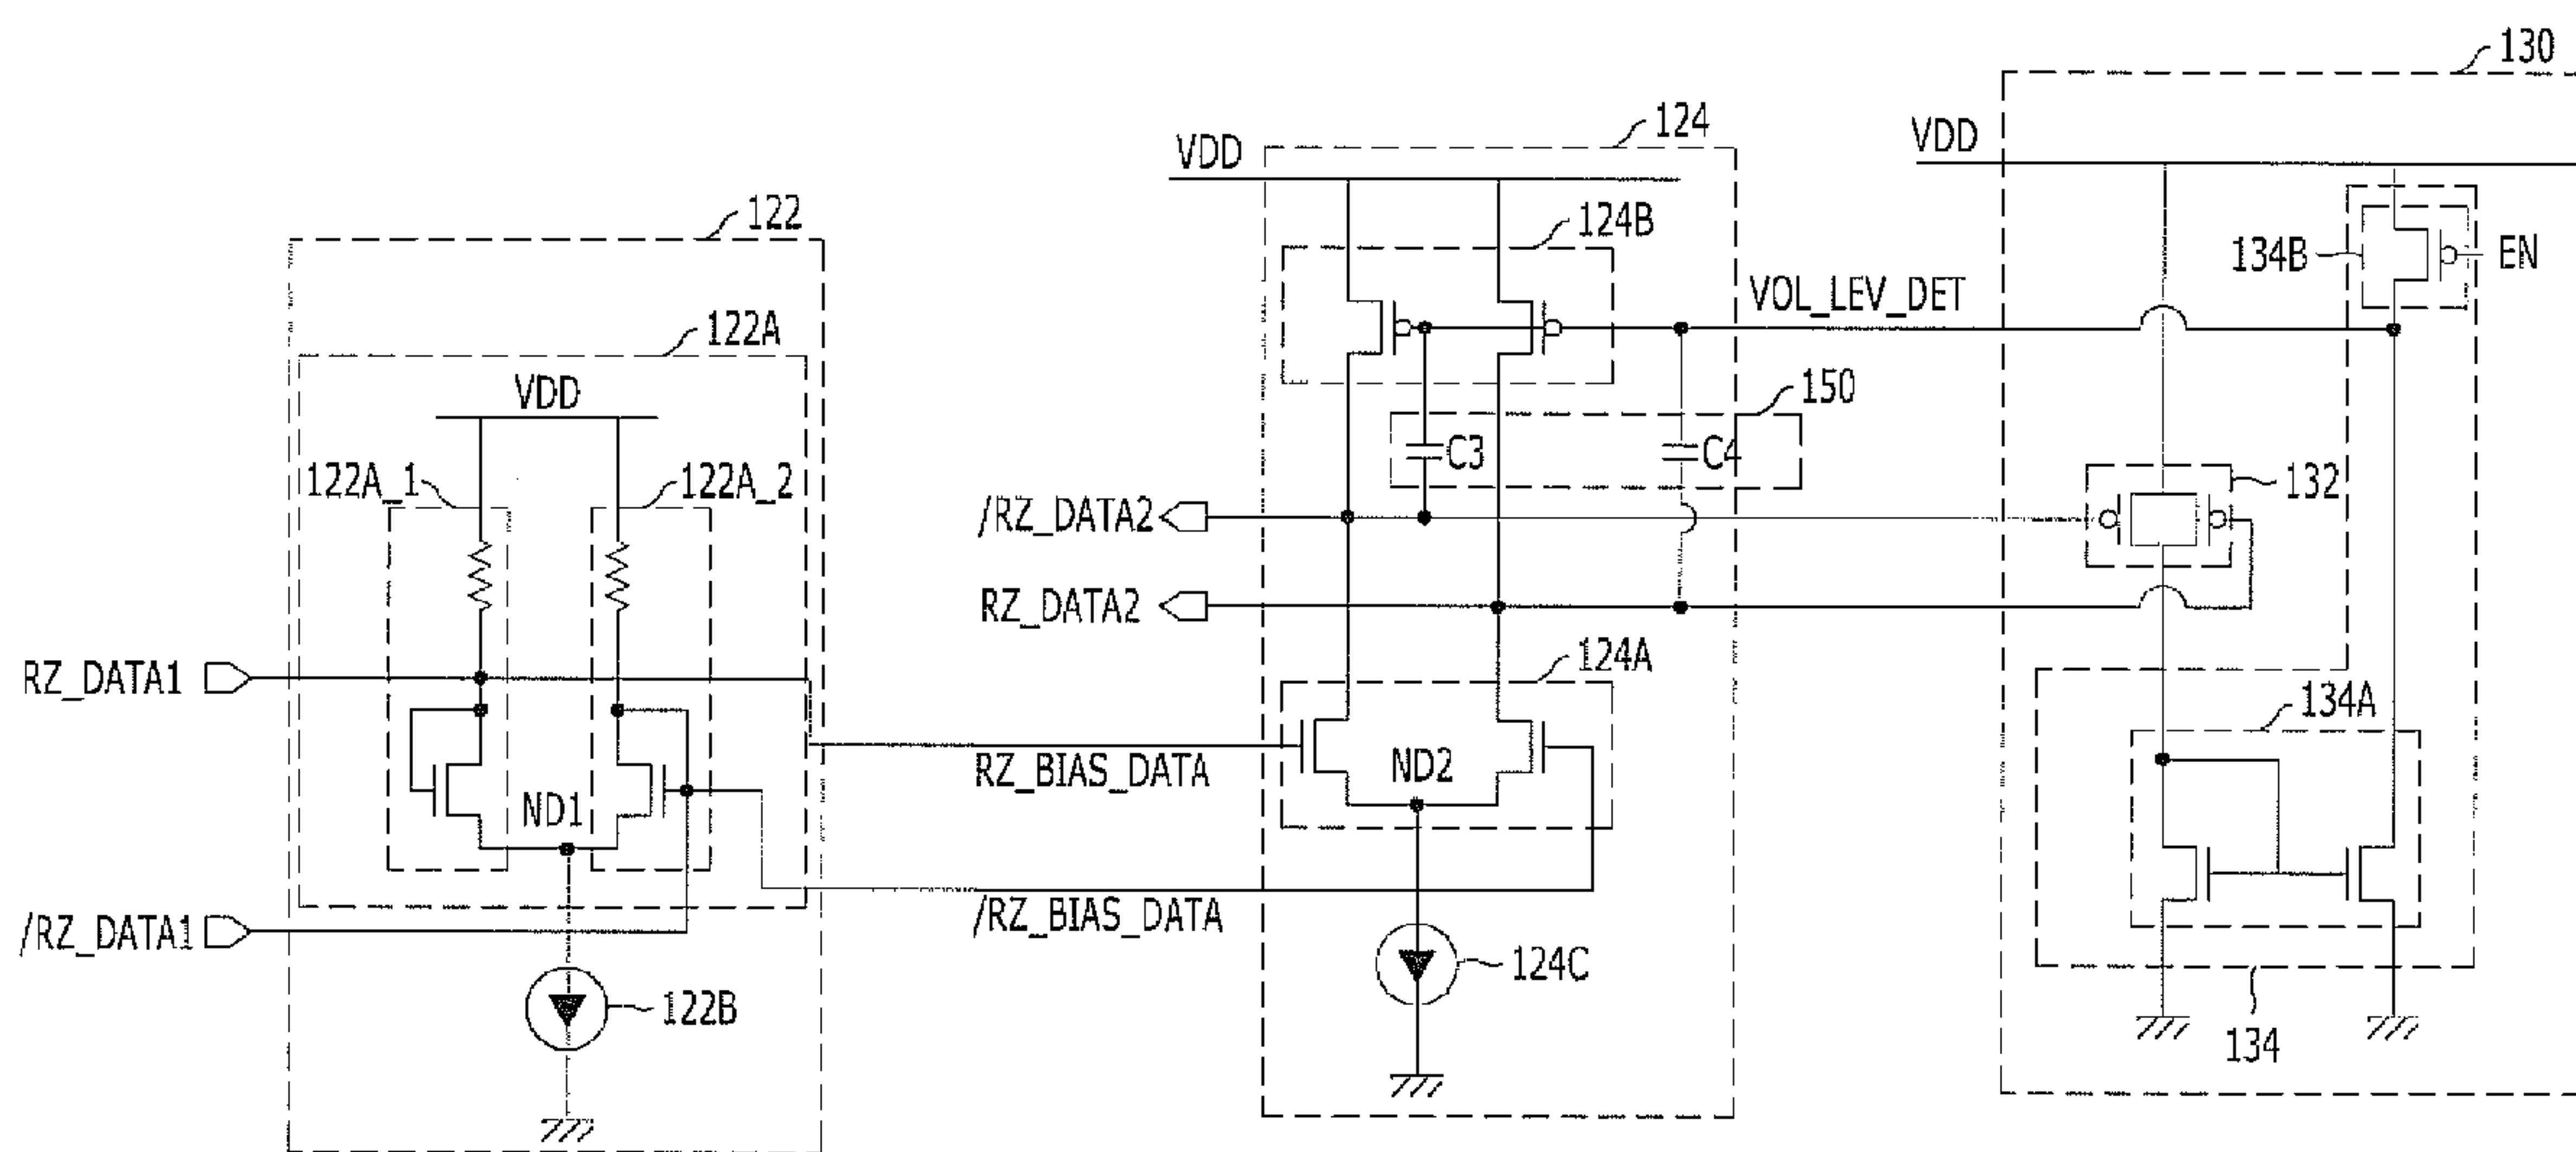 130
124
VDD
VDD
122
124B
134B
EN
VOL_LEV_DET
122A
150
VDD
C3
C4
122A_1
122A_2
132
/RZ_DATA2
RZ_DATA2
124A
RZ_DATA1
134A
RZ_BIAS_DATA
ND2
ND1
/RZ_BIAS_DATA
/RZ_DATA1
124C
122B
134